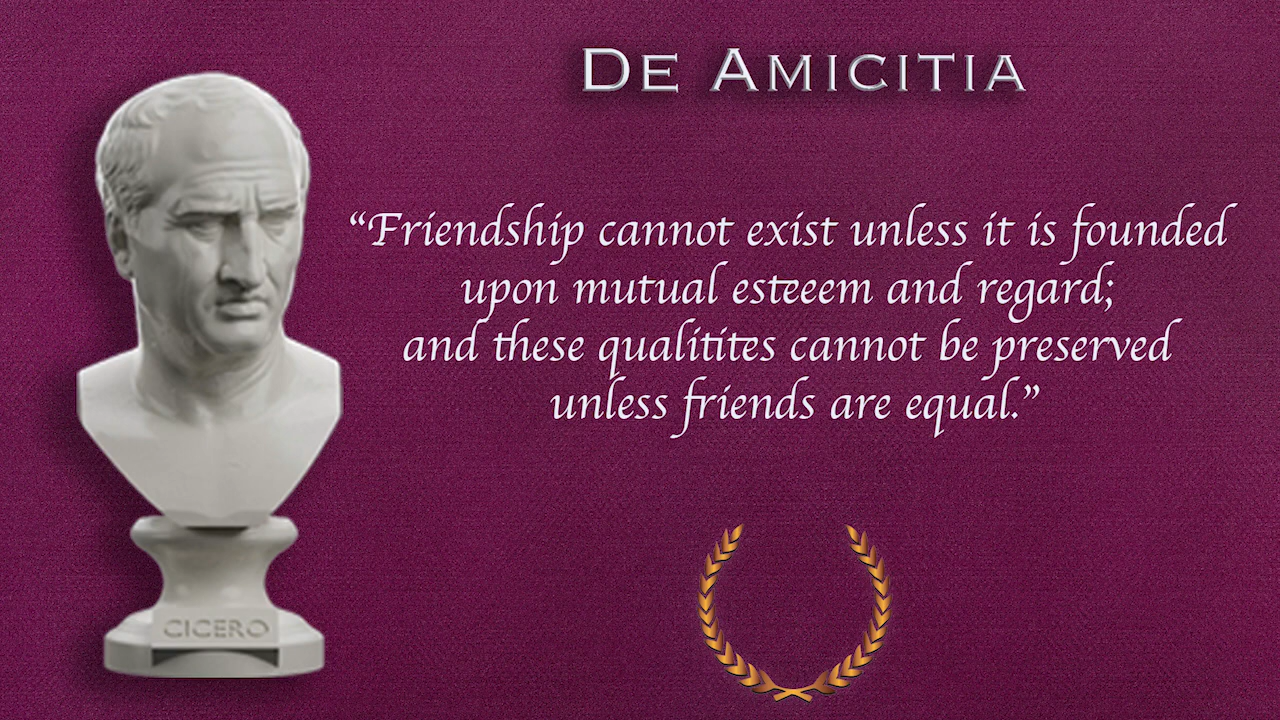 De Amicitia
“Friendship cannot exist unless it is founded
upon mutual esteeem and regard;
and these qualitites cannot be preserved
unless friends are equal.”
CICERO